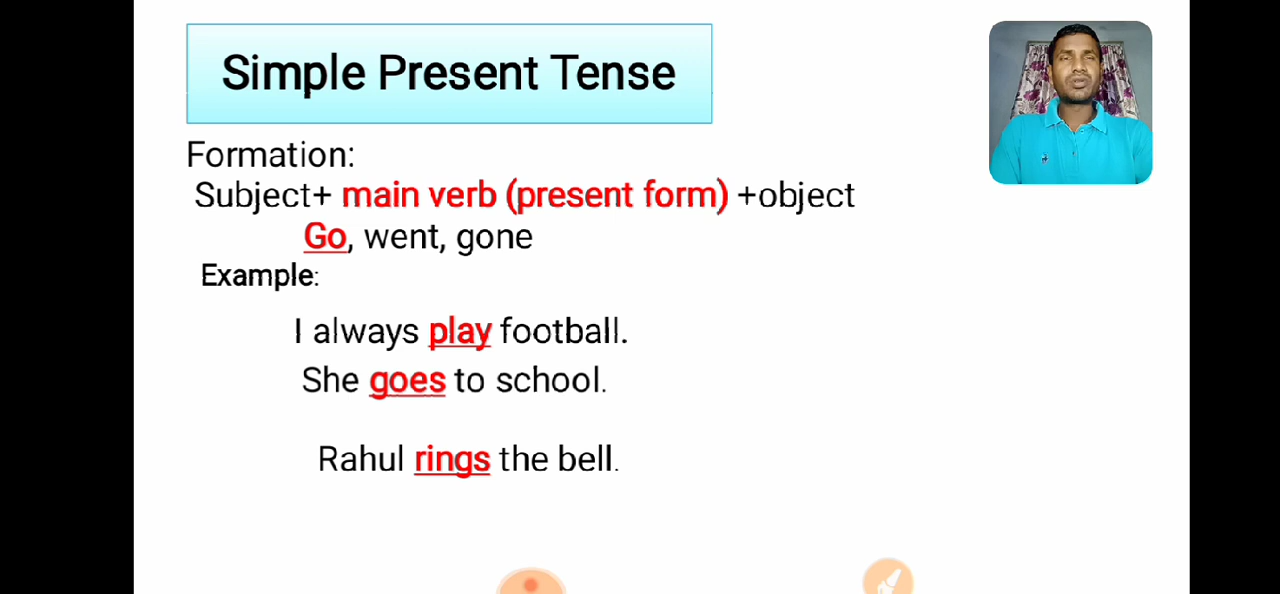 Simple Present Tense
Formation:
Subject+ main verb (present form) +object
Go, went, gone
Example:
I always play football.
She goes to school.
Rahul rings the bell.